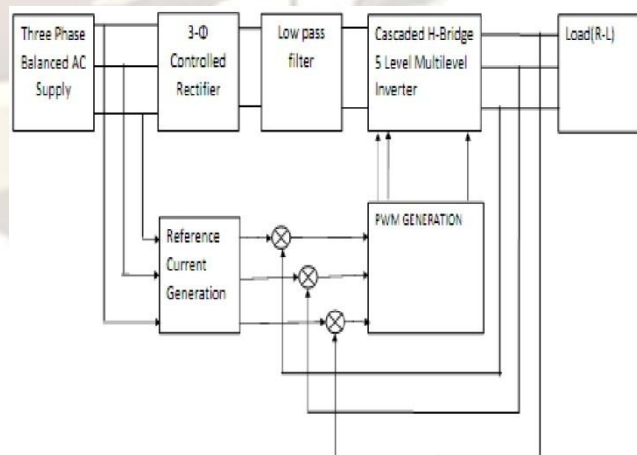 Three Phase
Balanced AC
Supply
3-Φ
Controlled
Rectifier
Low pass
filter
Cascaded H-Bridge
5 Level Multilevel
Inverter
Load(R-L)
Reference
Current
Generation
PWM GENERATION